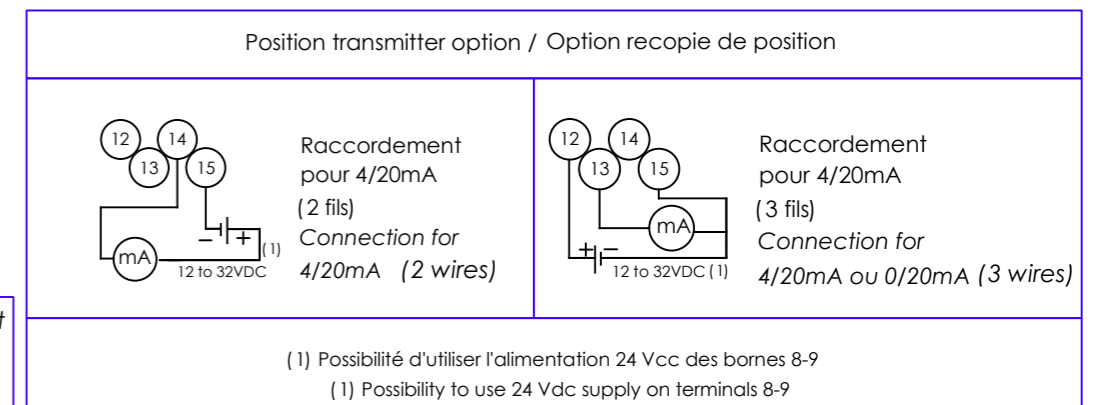 Position transmitter option / Option recopie de position
12 14
13 15
mA
− +
(1)
12 to 32VDC
Raccordement
pour 4/20mA
(2 fils)
Connection for
4/20mA (2 wires)
12 14
13 15
mA
+ −
12 to 32VDC (1)
Raccordement
pour 4/20mA
(3 fils)
Connection for
4/20mA ou 0/20mA (3 wires)
t
(1) Possibilité d'utiliser l'alimentation 24 Vcc des bornes 8-9
(1) Possibility to use 24 Vdc supply on terminals 8-9